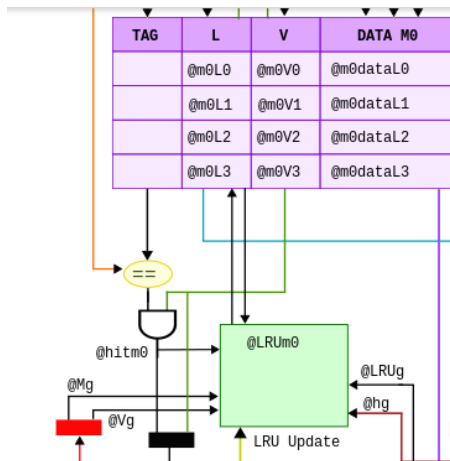 TAG L V DATA M0
@m0L0 @m0V0 @m0dataL0
@m0L1 @m0V1 @m0dataL1
@m0L2 @m0V2 @m0dataL2
@m0L3 @m0V3 @m0dataL3
==
@LRUm0
@hitm0
@LRUg
@Mg
@hg
@Vg
LRU Update